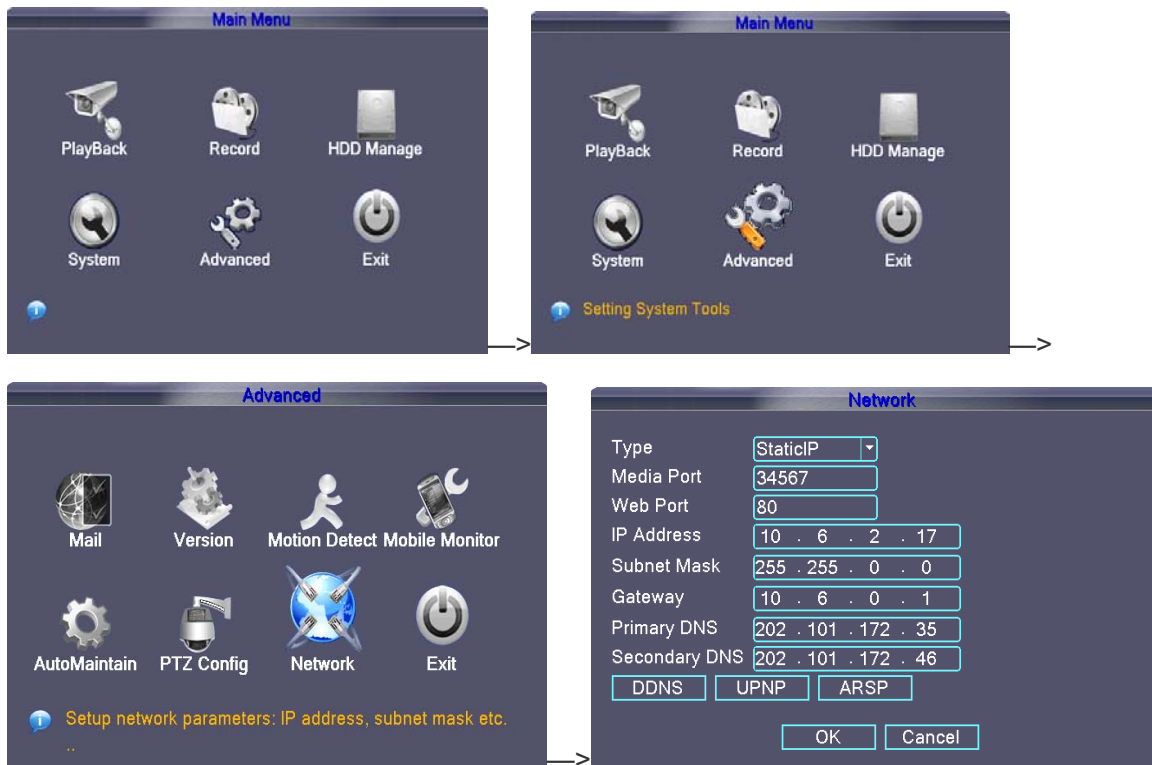 Main Menu
PlayBack Record HDD Manage
System Advanced Exit
—>
Main Menu
PlayBack Record HDD Manage
System Advanced Exit
Setting System Tools
—>
Advanced
Mail Version Motion Detect Mobile Monitor
AutoMaintain PTZ Config Network Exit
Setup network parameters: IP address, subnet mask etc.
..
—>
Network
Type StaticIP
Media Port 34567
Web Port 80
IP Address 10 . 6 . 2 . 17
Subnet Mask 255 . 255 . 0 . 0
Gateway 10 . 6 . 0 . 1
Primary DNS 202 . 101 . 172 . 35
Secondary DNS 202 . 101 . 172 . 46
DDNS UPNP ARSP
OK Cancel